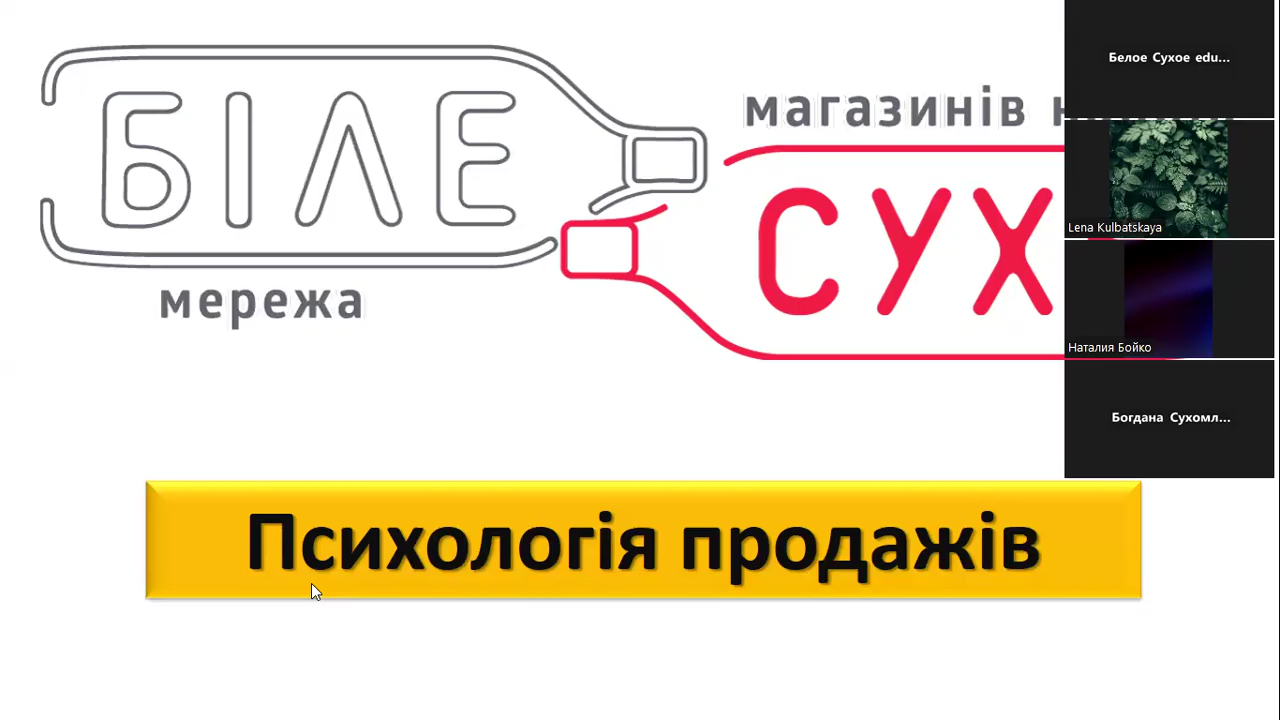 БІЛЕ
мережа
магазинів
СУХ
Психологія продажів
Белое Сухое edu...
Lena Kulbatskaya
Наталия Бойко
Богдана Сухомл...